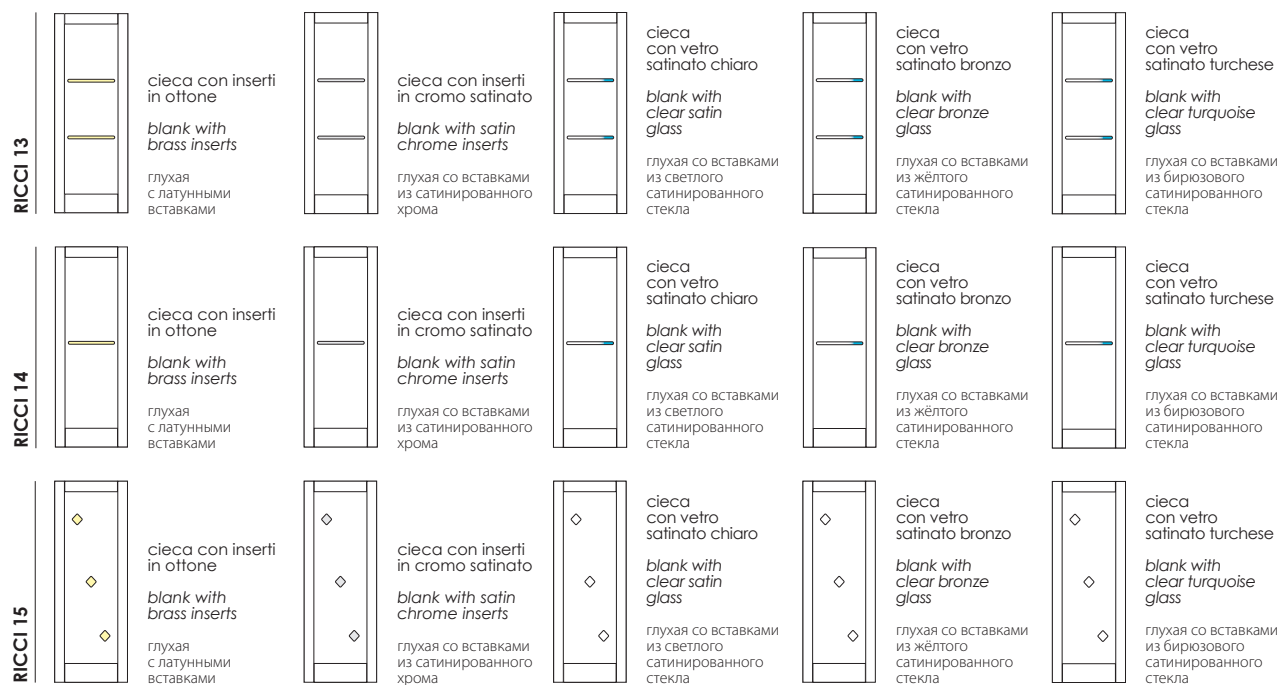 RICCI 13
cieca con inserti
in ottone
blank with
brass inserts
глухая
с латунными
вставками
cieca con inserti
in cromo satinato
blank with satin
chrome inserts
глухая со вставками
из сатинированного
хрома
cieca
con vetro
satinato chiaro
blank with
clear satin
glass
глухая со вставками
из светлого
сатинированного
стекла
cieca
con vetro
satinato bronzo
blank with
clear bronze
glass
глухая со вставками
из жёлтого
сатинированного
стекла
cieca
con vetro
satinato turchese
blank with
clear turquoise
glass
глухая со вставками
из бирюзового
сатинированного
стекла
RICCI 14
cieca con inserti
in ottone
blank with
brass inserts
глухая
с латунными
вставками
cieca con inserti
in cromo satinato
blank with satin
chrome inserts
глухая со вставками
из сатинированного
хрома
cieca
con vetro
satinato chiaro
blank with
clear satin
glass
глухая со вставками
из светлого
сатинированного
стекла
cieca
con vetro
satinato bronzo
blank with
clear bronze
glass
глухая со вставками
из жёлтого
сатинированного
стекла
cieca
con vetro
satinato turchese
blank with
clear turquoise
glass
глухая со вставками
из бирюзового
сатинированного
стекла
RICCI 15
cieca con inserti
in ottone
blank with
brass inserts
глухая
с латунными
вставками
cieca con inserti
in cromo satinato
blank with satin
chrome inserts
глухая со вставками
из сатинированного
хрома
cieca
con vetro
satinato chiaro
blank with
clear satin
glass
глухая со вставками
из светлого
сатинированного
стекла
cieca
con vetro
satinato bronzo
blank with
clear bronze
glass
глухая со вставками
из жёлтого
сатинированного
стекла
cieca
con vetro
satinato turchese
blank with
clear turquoise
glass
глухая со вставками
из бирюзового
сатинированного
стекла